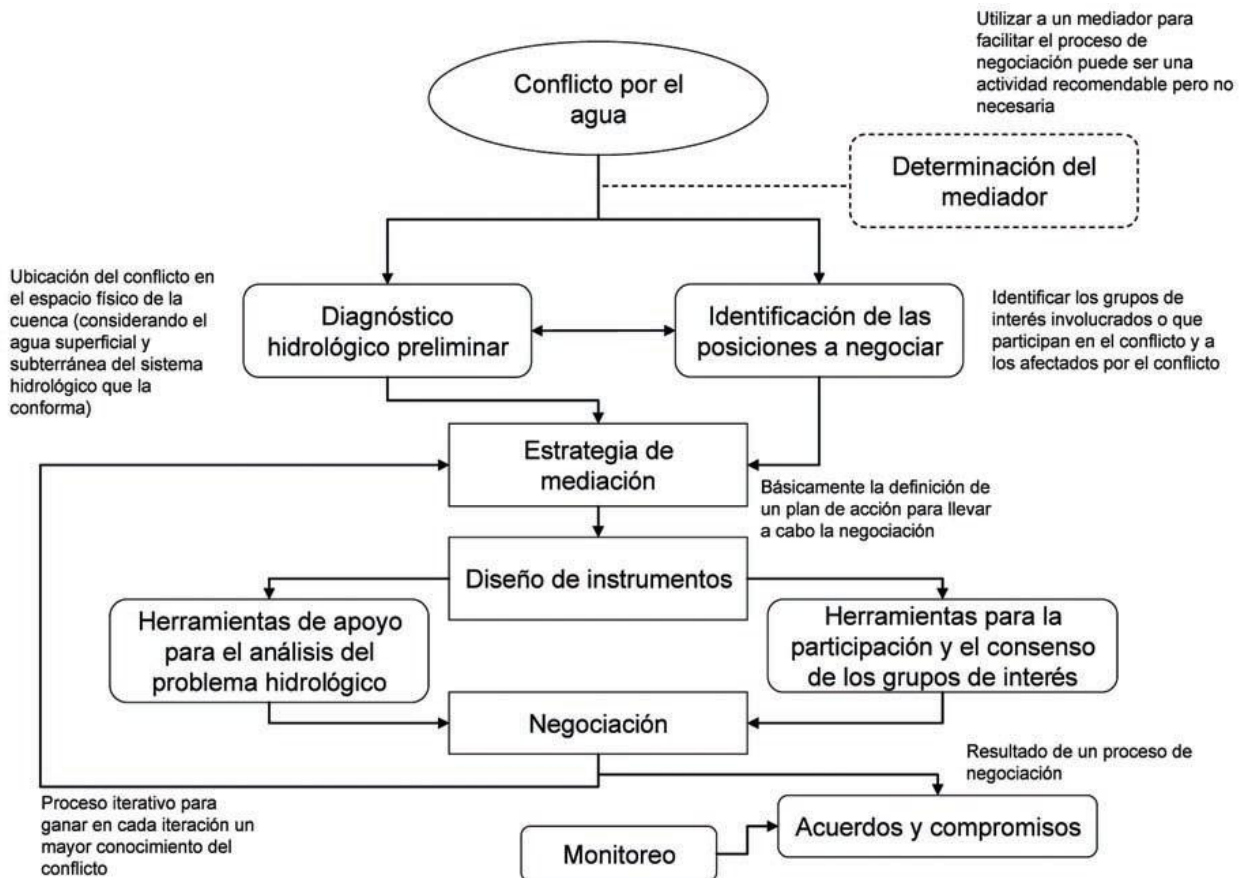 Utilizar a un mediador para
facilitar el proceso de
negociación puede ser una
actividad recomendable pero no
necesaria
Conflicto por el
agua
Determinación del
mediador
Ubicación del conflicto en
el espacio físico de la
cuenca (considerando el
agua superficial y
subterránea del sistema
hidrológico que la
conforma)
Diagnóstico
hidrológico preliminar
Identificación de las
posiciones a negociar
Identificar los grupos de
interés involucrados o que
participan en el conflicto y a
los afectados por el conflicto
Estrategia de
mediación
Básicamente la definición de
un plan de acción para llevar
a cabo la negociación
Diseño de instrumentos
Herramientas de apoyo
para el análisis del
problema hidrológico
Herramientas para la
participación y el consenso
de los grupos de interés
Negociación
Resultado de un proceso de
negociación
Proceso iterativo para
ganar en cada iteración un
mayor conocimiento del
conflicto
Acuerdos y compromisos
Monitoreo